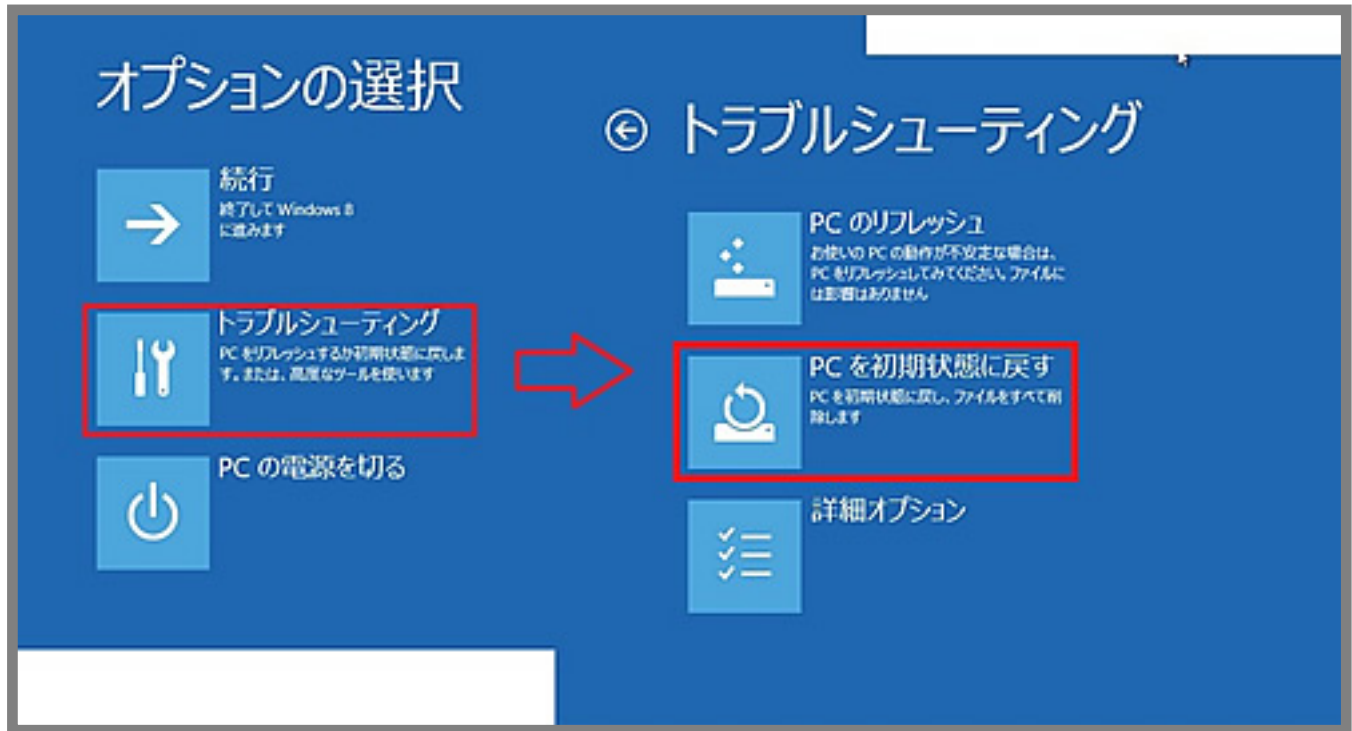 オプションの選択
続行
終了して Windows 8
に進みます
トラブルシューティング
PC をリフレッシュするか初期状態に戻しま
す。または、高度なツールを使います
PC の電源を切る
トラブルシューティング
PC のリフレッシュ
お使いの PC の動作が不安定な場合は、
PC をリフレッシュしてみてください。ファイルに
は影響はありません
PC を初期状態に戻す
PC を初期状態に戻し、ファイルをすべて削
除します
詳細オプション